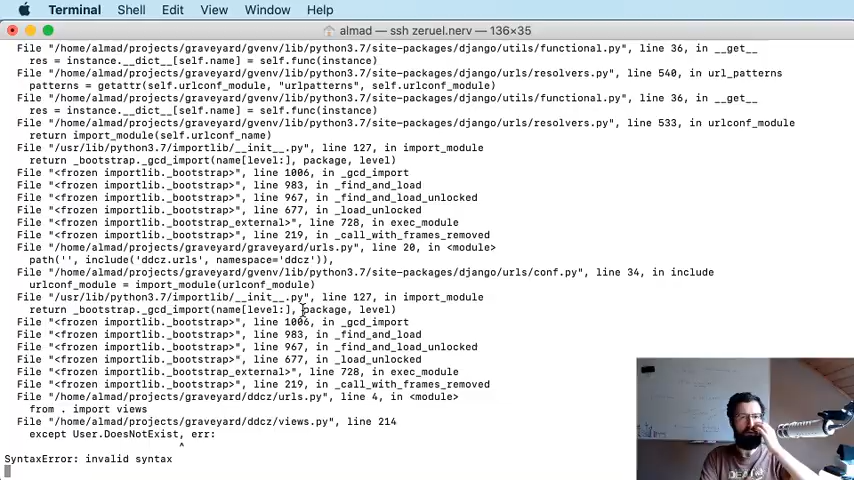 Terminal Shell Edit View Window Help
almad — ssh zeruel.nerv — 136×35
File "/home/almad/projects/graveyard/gvenv/lib/python3.7/site-packages/django/utils/functional.py", line 36, in __get__
res = instance.__dict__[self.name] = self.func(instance)
File "/home/almad/projects/graveyard/gvenv/lib/python3.7/site-packages/django/urls/resolvers.py", line 540, in url_patterns
patterns = getattr(self.urlconf_module, "urlpatterns", self.urlconf_module)
File "/home/almad/projects/graveyard/gvenv/lib/python3.7/site-packages/django/utils/functional.py", line 36, in __get__
res = instance.__dict__[self.name] = self.func(instance)
File "/home/almad/projects/graveyard/gvenv/lib/python3.7/site-packages/django/urls/resolvers.py", line 533, in urlconf_module
return import_module(self.urlconf_name)
File "/usr/lib/python3.7/importlib/__init__.py", line 127, in import_module
return _bootstrap._gcd_import(name[level:], package, level)
File "<frozen importlib._bootstrap>", line 1006, in _gcd_import
File "<frozen importlib._bootstrap>", line 983, in _find_and_load
File "<frozen importlib._bootstrap>", line 967, in _find_and_load_unlocked
File "<frozen importlib._bootstrap>", line 677, in _load_unlocked
File "<frozen importlib._bootstrap_external>", line 728, in exec_module
File "<frozen importlib._bootstrap>", line 219, in _call_with_frames_removed
File "/home/almad/projects/graveyard/graveyard/urls.py", line 20, in <module>
path('', include('ddcz.urls', namespace='ddcz')),
File "/home/almad/projects/graveyard/gvenv/lib/python3.7/site-packages/django/urls/conf.py", line 34, in include
urlconf_module = import_module(urlconf_module)
File "/usr/lib/python3.7/importlib/__init__.py", line 127, in import_module
return _bootstrap._gcd_import(name[level:], package, level)
File "<frozen importlib._bootstrap>", line 1006, in _gcd_import
File "<frozen importlib._bootstrap>", line 983, in _find_and_load
File "<frozen importlib._bootstrap>", line 967, in _find_and_load_unlocked
File "<frozen importlib._bootstrap>", line 677, in _load_unlocked
File "<frozen importlib._bootstrap_external>", line 728, in exec_module
File "<frozen importlib._bootstrap>", line 219, in _call_with_frames_removed
File "/home/almad/projects/graveyard/ddcz/urls.py", line 4, in <module>
from . import views
File "/home/almad/projects/graveyard/ddcz/views.py", line 214
except User.DoesNotExist, err:
^
SyntaxError: invalid syntax